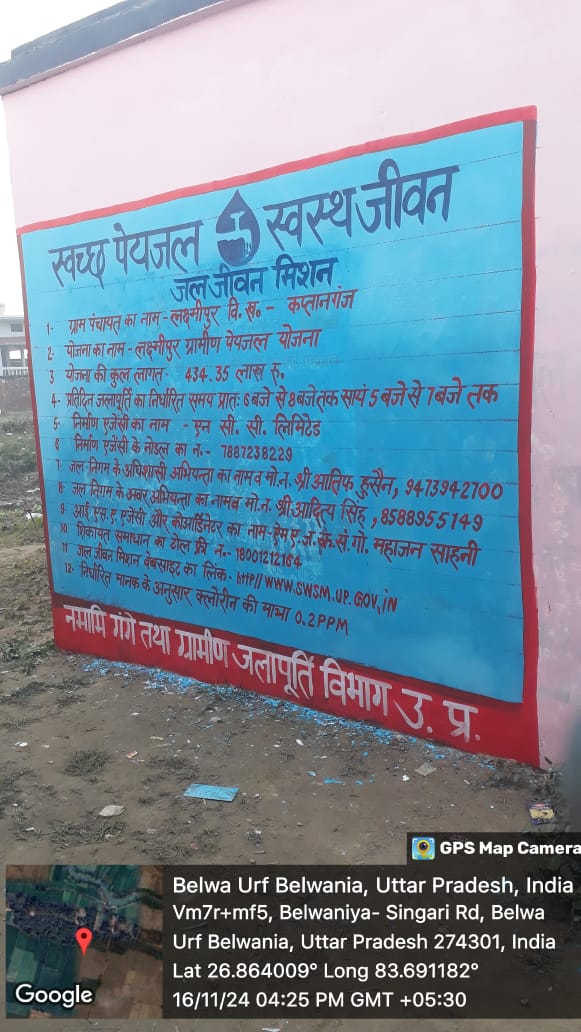 स्वच्छ पेयजल स्वस्थ जीवन
जल जीवन मिशन
1- ग्राम पंचायत का नाम - लक्ष्मीपुर वि. ख. - कप्तानगंज
2- योजना का नाम - लक्ष्मीपुर ग्रामीण पेयजल योजना
3 योजना की कुल लागत- 434.35 लाख रु.
4- प्रतिदिन जलापूर्ति का निर्धारित समय प्रातः 6 बजे से 8 बजे तक सायं 5 बजे से 7 बजे तक
5- निर्माण एजेंसी का नाम - एन सी. सी. लिमिटेड
6 निर्माण एजेंसी के नोडल का न.- 7887238229
7- जल निगम के अधिशासी अभियन्ता का नाम व मो.न. श्री आतिफ हुसैन, 9473942700
8- जल निगम के अवर अभियन्ता का नाम व मो.न. श्री आदित्य सिंह, 8588955149
9- आई. एस. ए. एजेंसी और कोआर्डिनेटर का नाम- महाजन साहनी
10 शिकायत समाधान का टोल फ्री न.- 18001212164
11 जल जीवन मिशन वेबसाइट का लिंक- http// WWW.SWSM.UP.GOV.iN
12- निर्धारित मानक के अनुसार क्लोरीन की मात्रा 0.2PPM
नमामि गंगे तथा ग्रामीण जलापूर्ति विभाग उ. प्र.
GPS Map Camera
Belwa Urf Belwania, Uttar Pradesh, India
Vm7r+mf5, Belwaniya- Singari Rd, Belwa
Urf Belwania, Uttar Pradesh 274301, India
Lat 26.864009° Long 83.691182°
16/11/24 04:25 PM GMT +05:30
Google